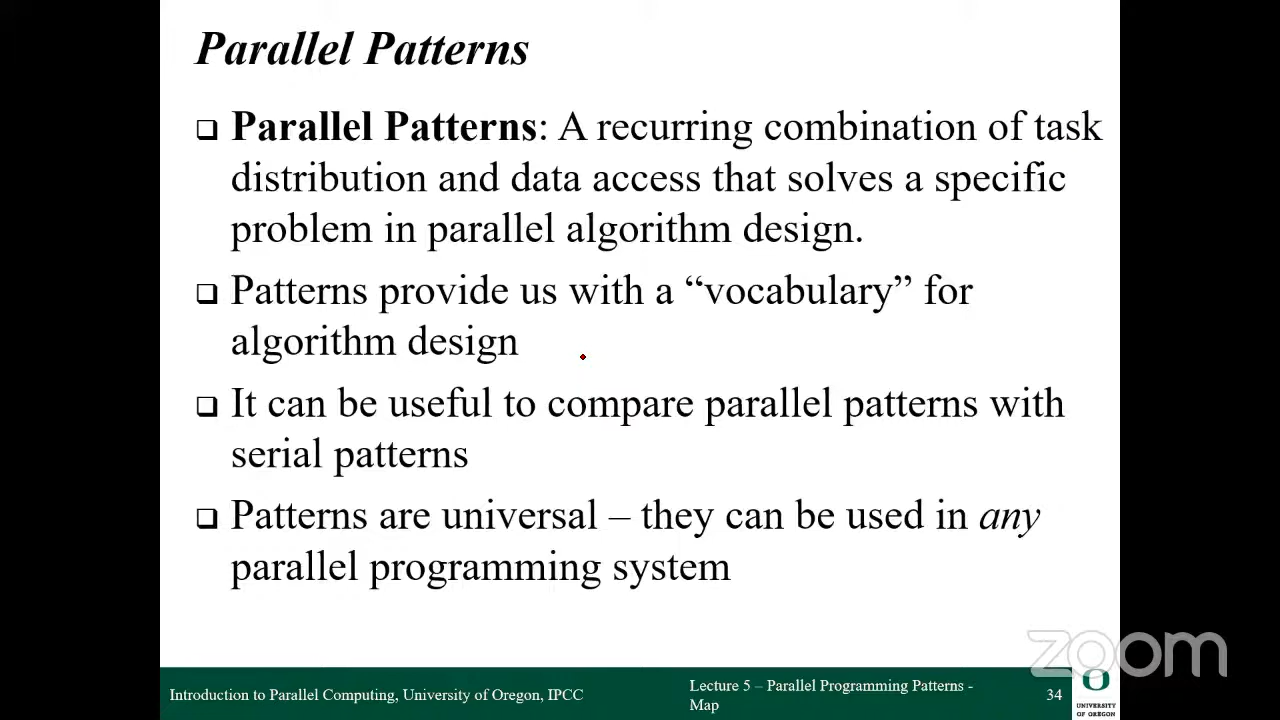 Parallel Patterns
❑ Parallel Patterns: A recurring combination of task
distribution and data access that solves a specific
problem in parallel algorithm design.
❑ Patterns provide us with a “vocabulary” for
algorithm design
❑ It can be useful to compare parallel patterns with
serial patterns
❑ Patterns are universal – they can be used in any
parallel programming system
zoom
Introduction to Parallel Computing, University of Oregon, IPCC
Lecture 5 – Parallel Programming Patterns -
Map
34
O
UNIVERSITY
OF OREGON